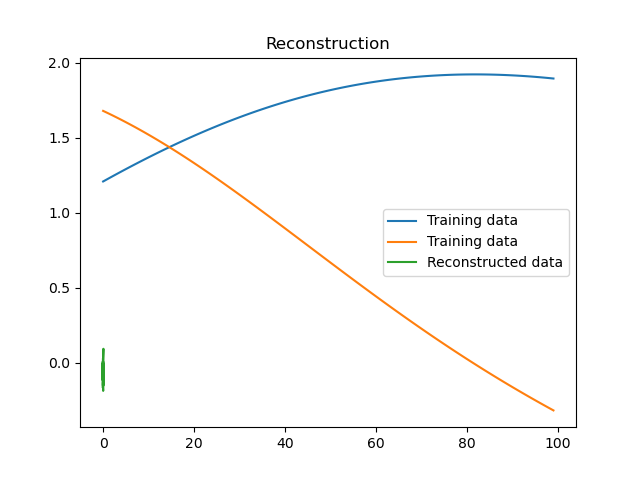 Reconstruction
2.0
1.5
1.0
0.5
0.0
Training data
Training data
Reconstructed data
0 20 40 60 80 100